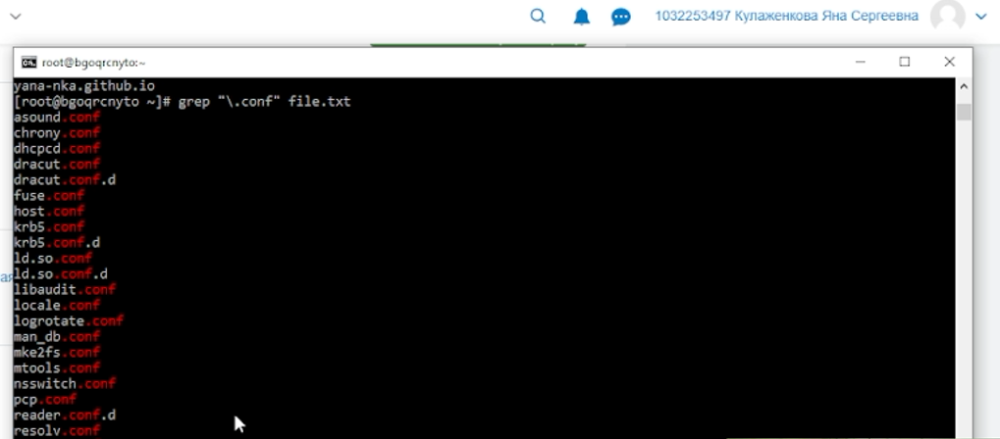 1032253497 Кулаженкова Яна Сергеевна
root@bgoqrcnyto:~
yana-nka.github.io
[root@bgoqrcnyto ~]# grep "\.conf" file.txt
asound.conf
chrony.conf
dhcpcd.conf
dracut.conf
dracut.conf.d
fuse.conf
host.conf
krb5.conf
krb5.conf.d
ld.so.conf
ld.so.conf.d
libaudit.conf
locale.conf
logrotate.conf
man_db.conf
mke2fs.conf
mtools.conf
nsswitch.conf
pcp.conf
reader.conf.d
resolv.conf